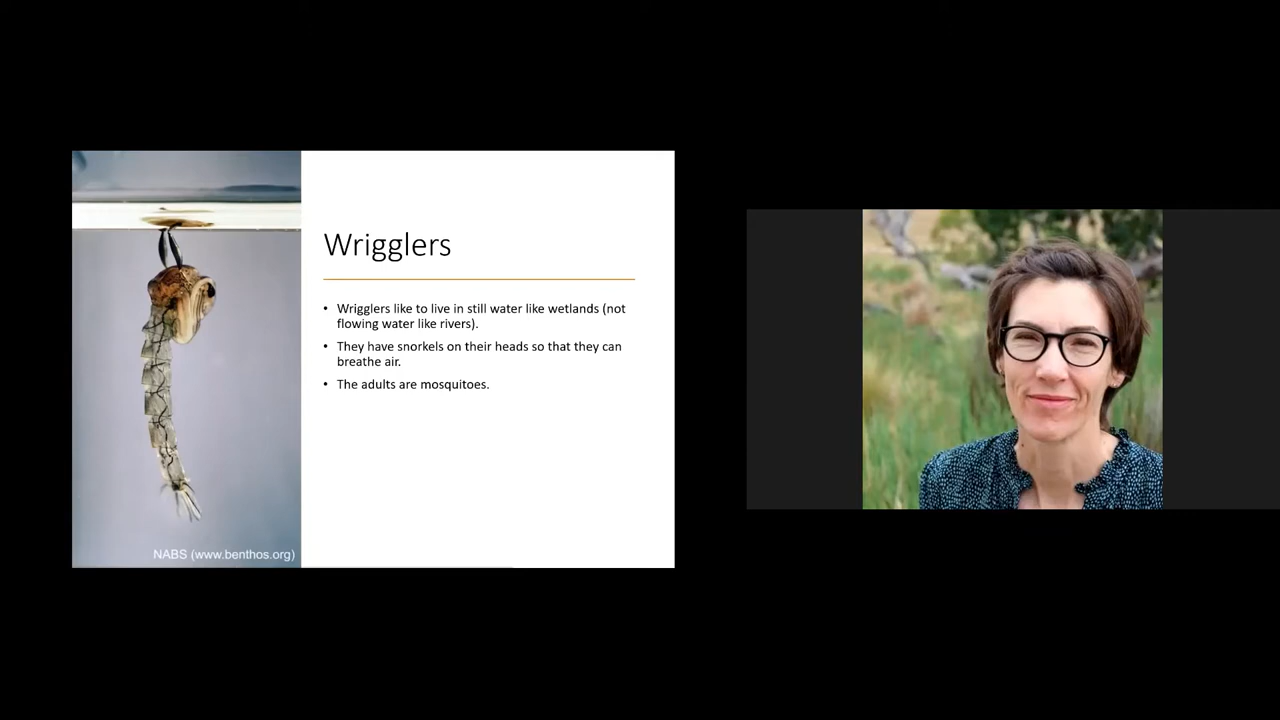 Wrigglers
• Wrigglers like to live in still water like wetlands (not
flowing water like rivers).
• They have snorkels on their heads so that they can
breathe air.
• The adults are mosquitoes.
NABS (www.benthos.org)